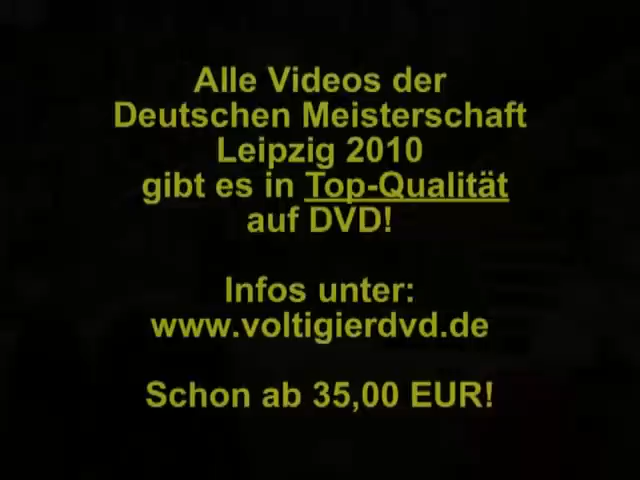 Alle Videos der
Deutschen Meisterschaft
Leipzig 2010
gibt es in Top-Qualität
auf DVD!
Infos unter:
www.voltigierdvd.de
Schon ab 35,00 EUR!